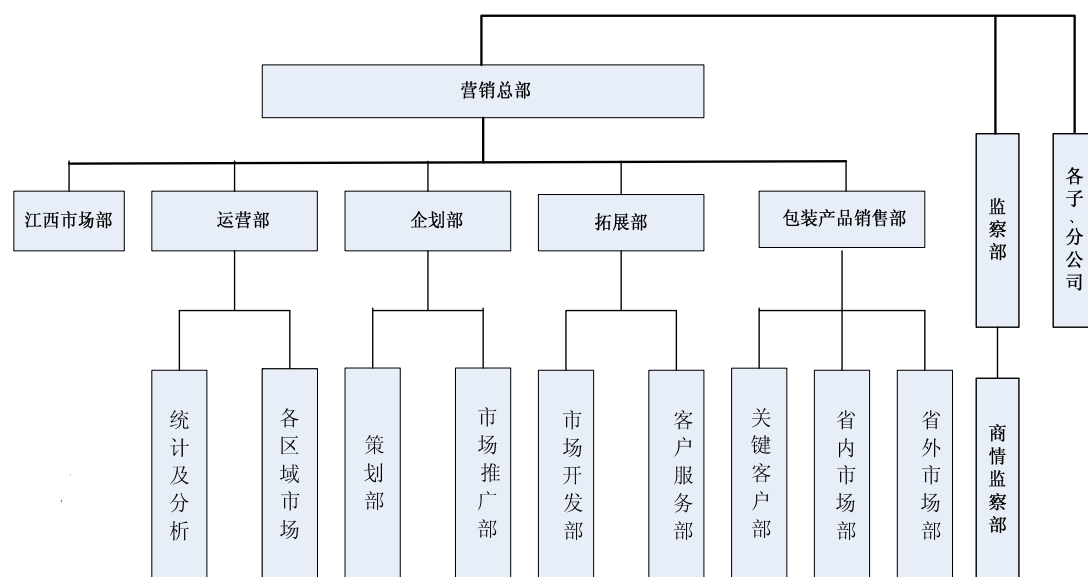 营销总部
江西市场部
运营部
企划部
拓展部
包装产品销售部
监察部
各子、分公司
统计及分析
各区域市场
策划部
市场推广部
市场开发部
客户服务部
关键客户部
省内市场部
省外市场部
商情监察部